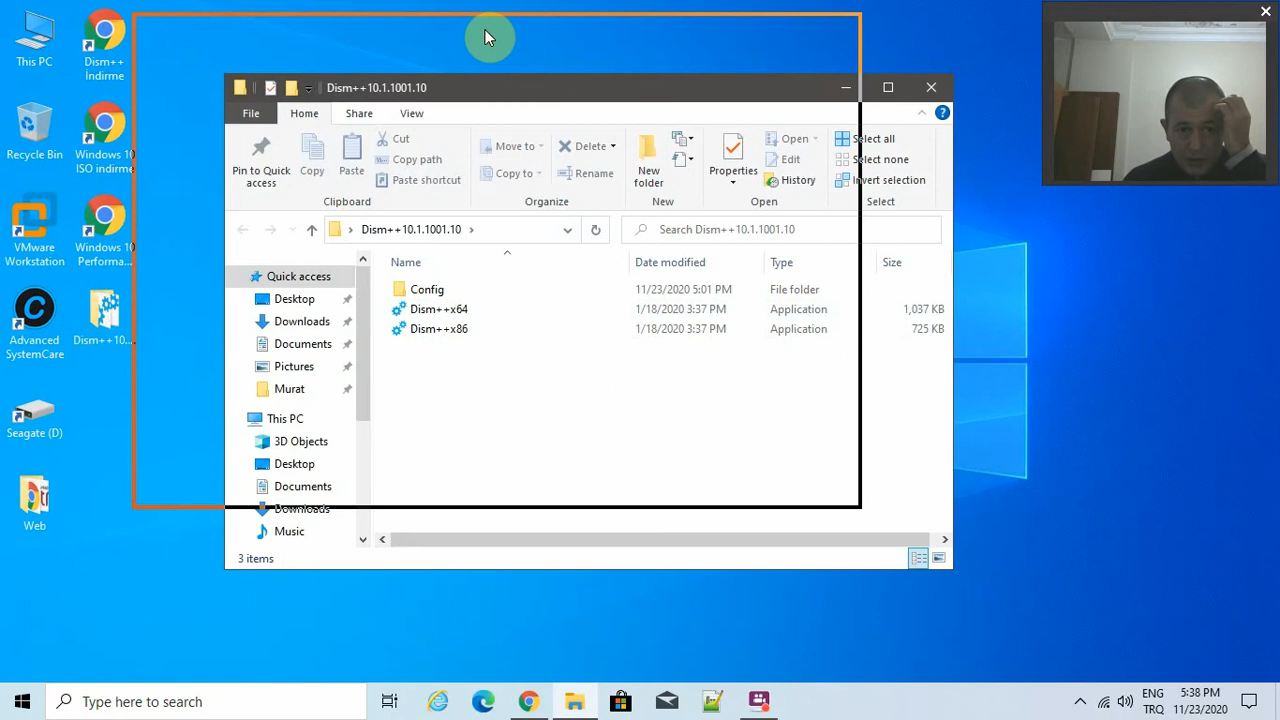 This PC
Dism++
İndirme
Recycle Bin
Windows 10
ISO indirme
VMware
Workstation
Windows 10
Performa...
Advanced
SystemCare
Dism++10...
Seagate (D)
Web
Dism++10.1.1001.10
File
Home
Share
View
Pin to Quick
access
Copy
Paste
Cut
Copy path
Paste shortcut
Clipboard
Move to
Copy to
Delete
Rename
Organize
New
folder
New
Properties
Open
Edit
History
Open
Select all
Select none
Invert selection
Select
Dism++10.1.1001.10
Search Dism++10.1.1001.10
Name
Date modified
Type
Size
Config
11/23/2020 5:01 PM
File folder
Dism++x64
1/18/2020 3:37 PM
Application
1,037 KB
Dism++x86
1/18/2020 3:37 PM
Application
725 KB
Quick access
Desktop
Downloads
Documents
Pictures
Murat
This PC
3D Objects
Desktop
Documents
Downloads
Music
3 items
Type here to search
ENG
TRQ
5:38 PM
11/23/2020